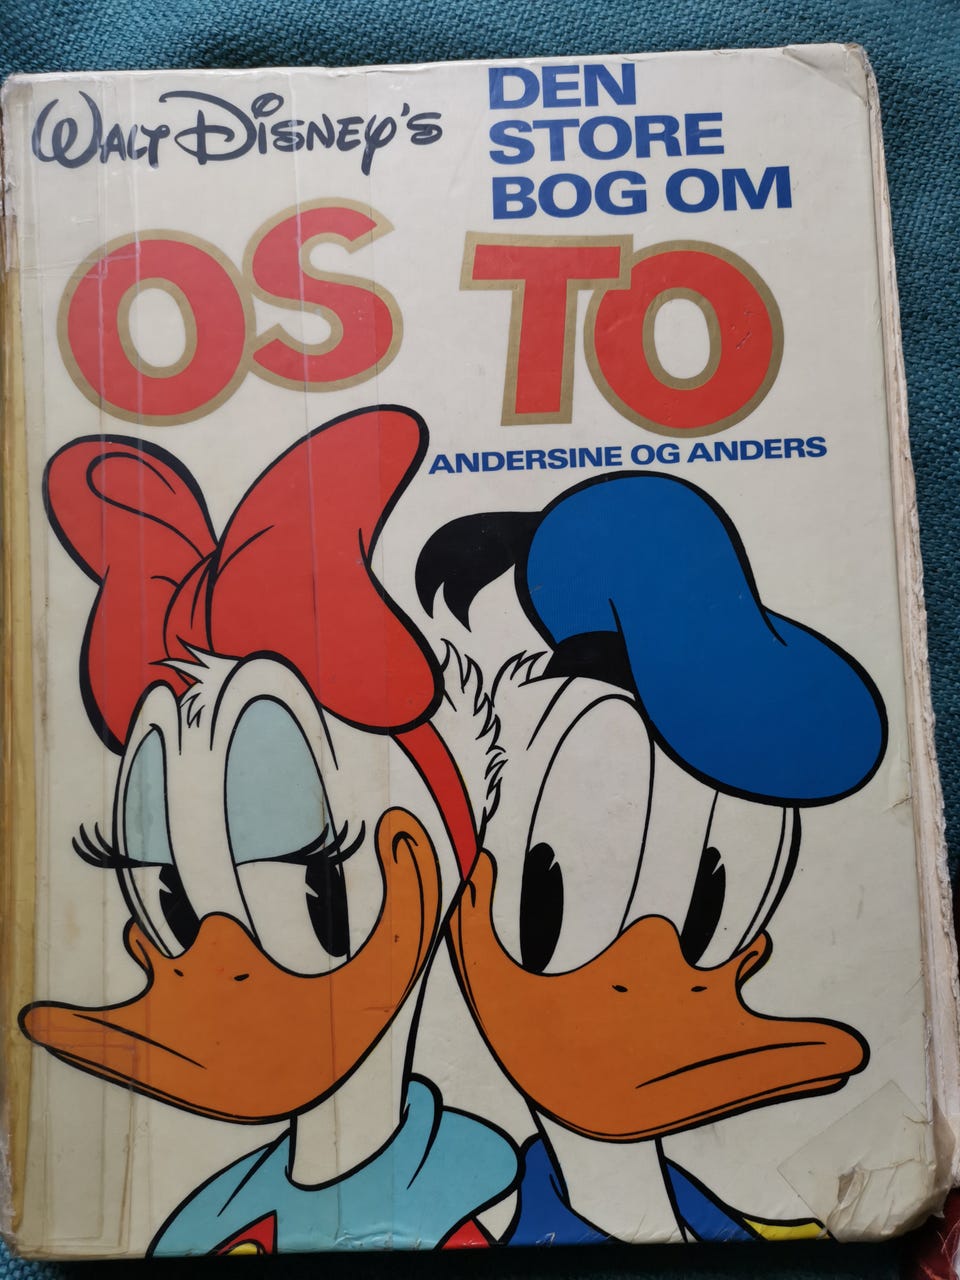 WALT DISNEY'S
DEN
STORE
BOG OM
OS TO
ANDERSINE OG ANDERS